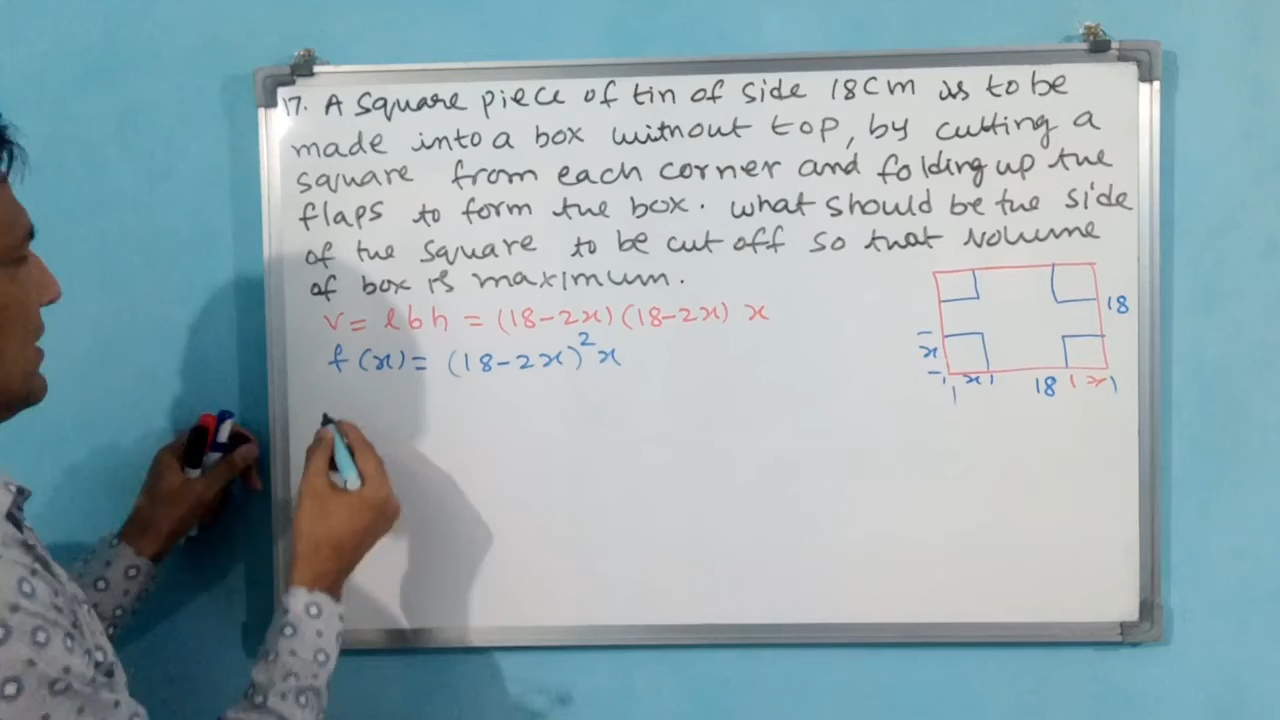 17. A square piece of tin of side 18cm is to be
made into a box without top, by cutting a
square from each corner and folding up the
flaps to form the box. what should be the side
of the square to be cut off so that volume
of box is maximum.
V = lbh = (18-2x)(18-2x) x
f(x) = (18-2x)²x
18
x
x
18
x